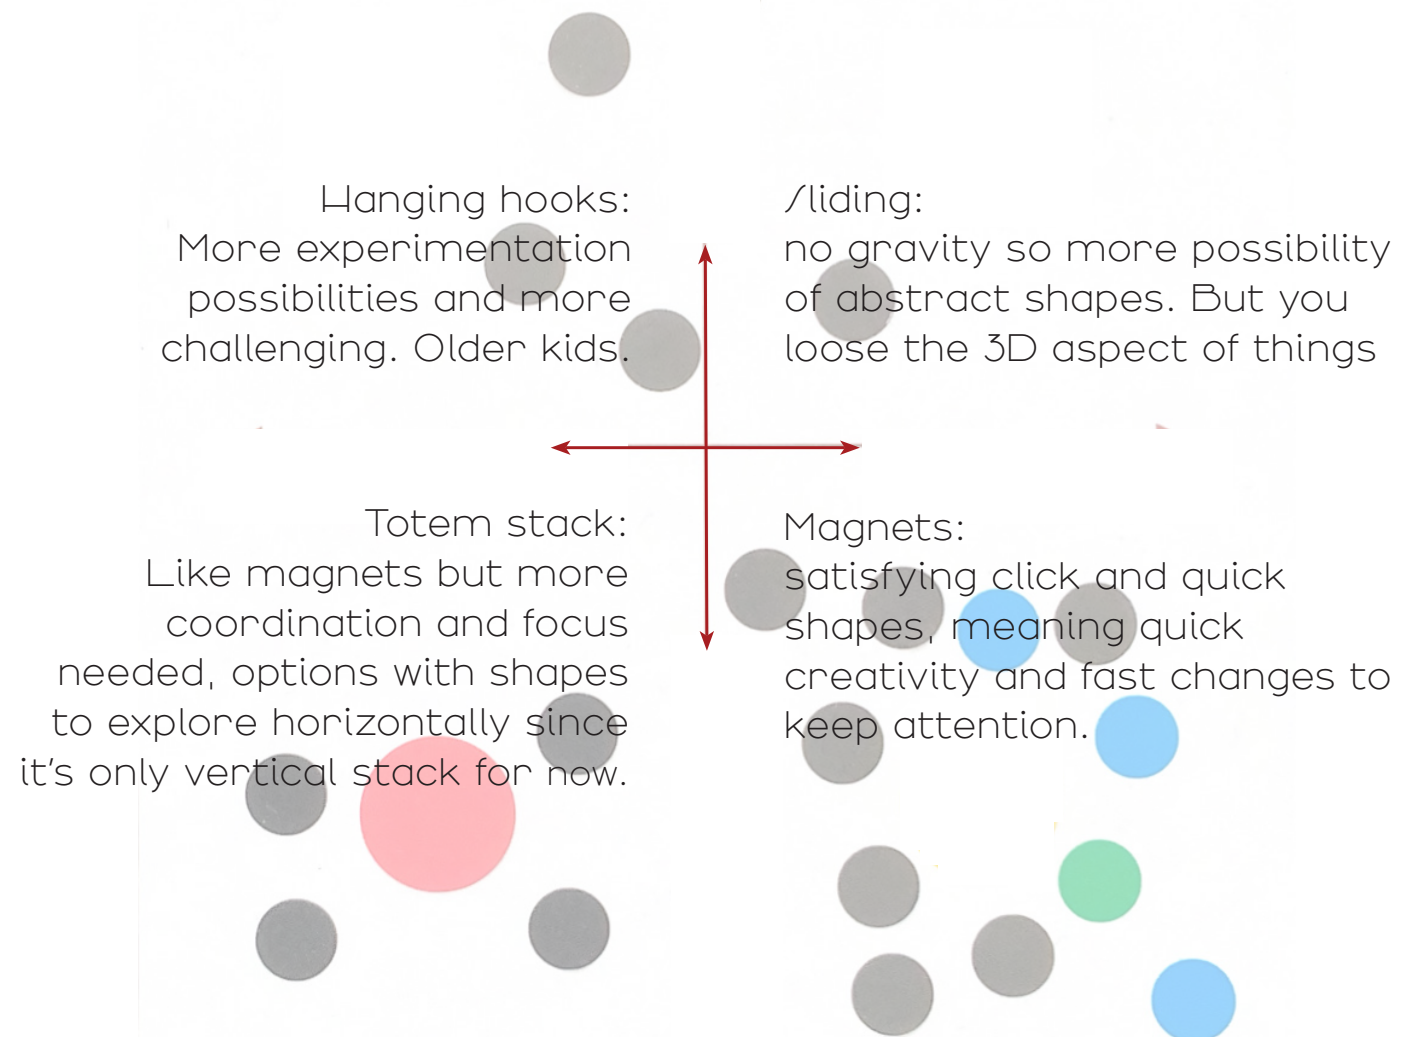 Hanging hooks:
More experimentation
possibilities and more
challenging. Older kids.
Sliding:
no gravity so more possibility
of abstract shapes. But you
loose the 3D aspect of things
Totem stack:
Like magnets but more
coordination and focus
needed, options with shapes
to explore horizontally since
it's only vertical stack for now.
Magnets:
satisfying click and quick
shapes, meaning quick
creativity and fast changes to
keep attention.